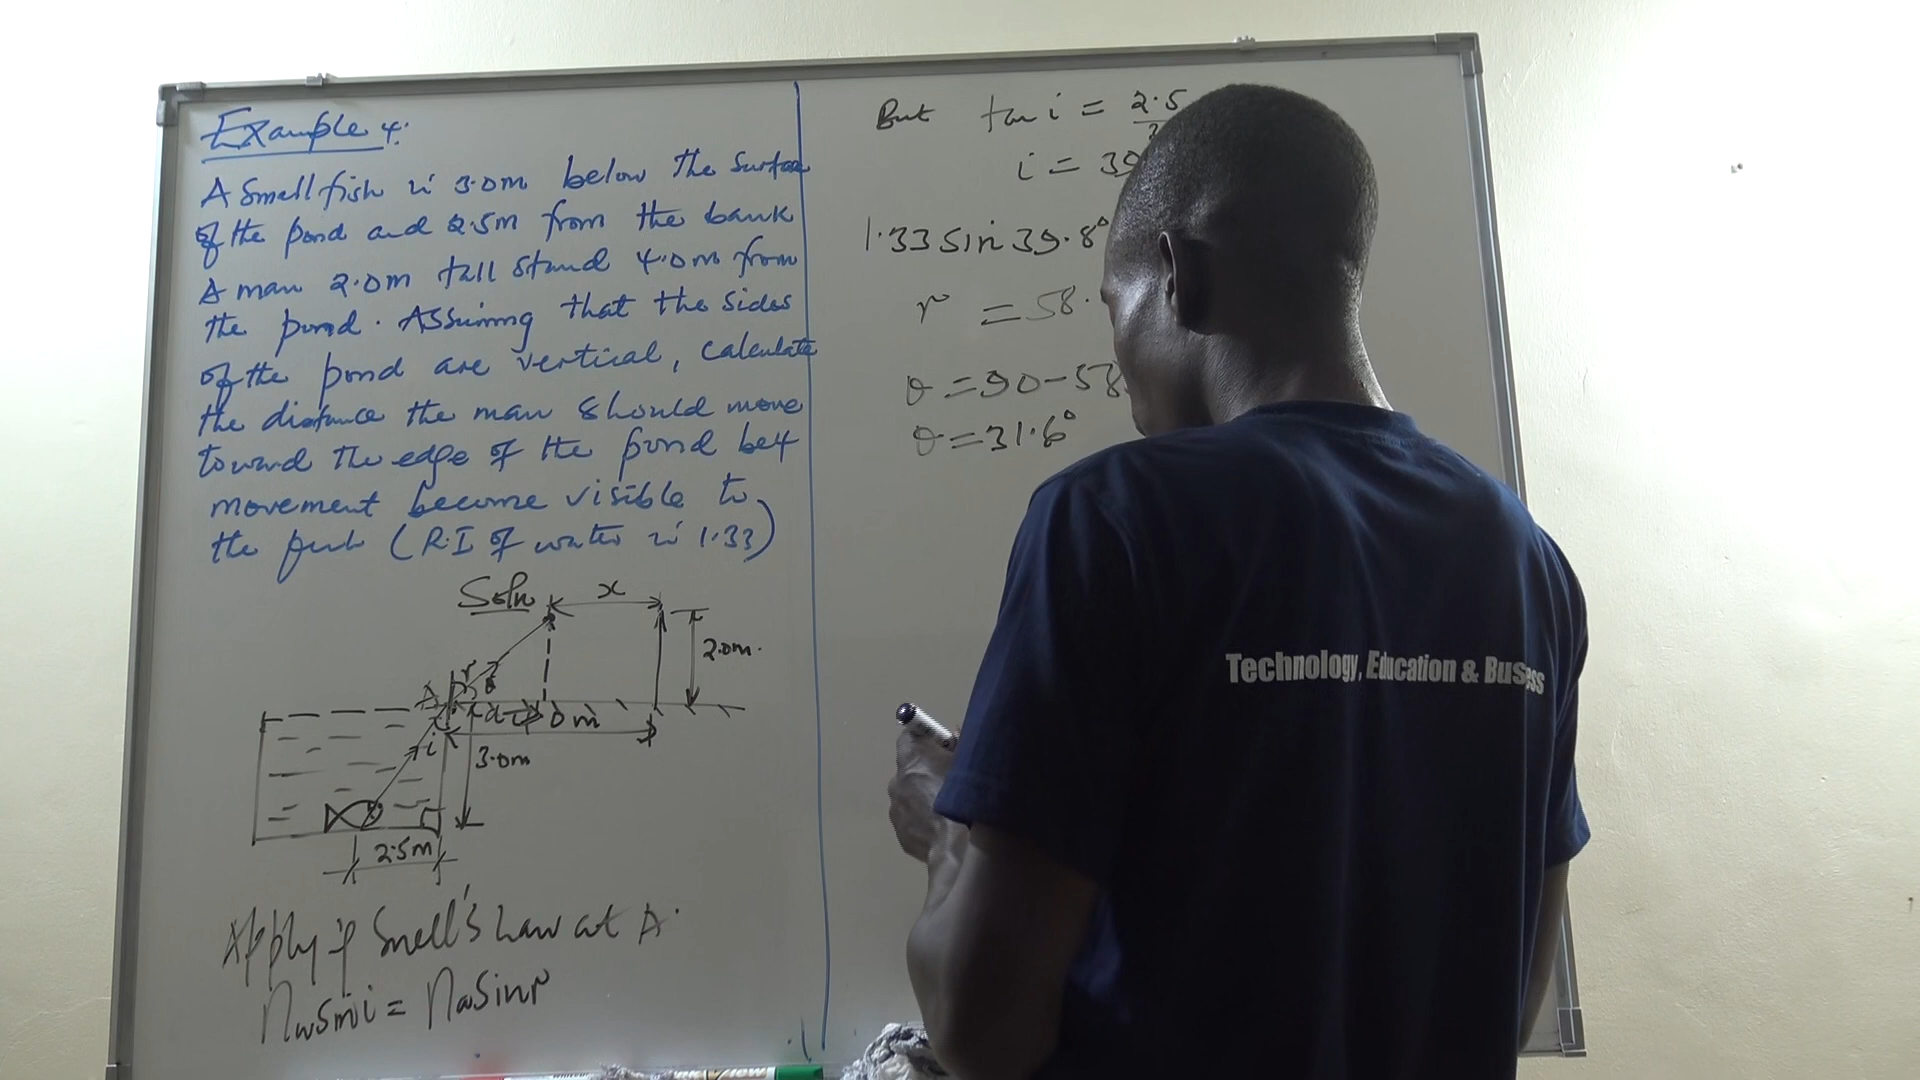 Example 4:
A small fish is 3.0m below the surface
of the pond and 2.5m from the bank
A man 2.0m tall stand 4.0m from
the pond. Assuming that the sides
of the pond are vertical, calculate
the distance the man should move
toward the edge of the pond bef
movement become visible to
the (R.I of water is 1.33)
Soln
x
2.0m.
A
r
θ
d
0m
i
3.0m
2.5m
Apply Snell's Law at A.
nwsini = nasinr
But tan i = 2.5
i = 39
1.33 sin 39.8°
r = 58.
θ = 90-58
θ = 31.6°
Technology, Education & Bus